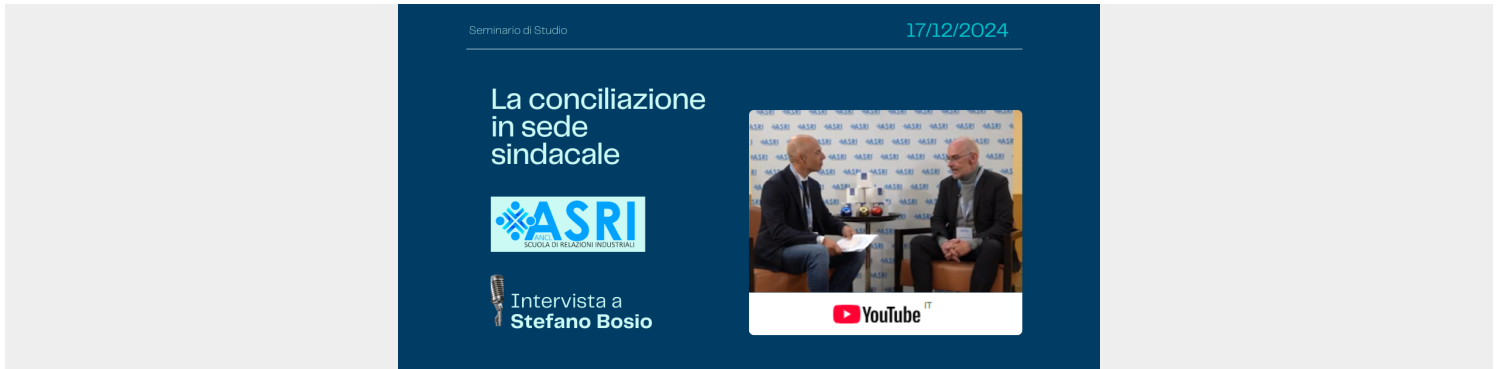 Seminario di Studio
17/12/2024
La conciliazione
in sede
sindacale
ASRI
ANCL
SCUOLA DI RELAZIONI INDUSTRIALI
Intervista a
Stefano Bosio
YouTube IT